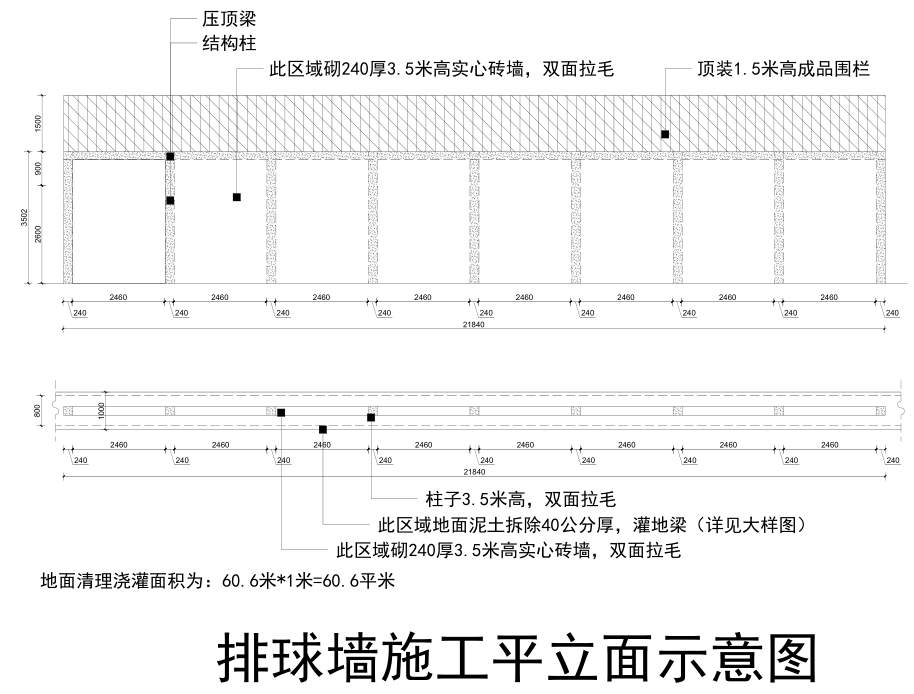 压顶梁
结构柱
此区域砌240厚3.5米高实心砖墙，双面拉毛
顶装1.5米高成品围栏
1500
900
3502
2600
2460 2460 2460 2460 2460 2460 2460 2460
240 240 240 240 240 240 240 240 240
21840
800
1000
2460 2460 2460 2460 2460 2460 2460 2460
240 240 240 240 240 240 240 240 240
21840
柱子3.5米高，双面拉毛
此区域地面泥土拆除40公分厚，灌地梁（详见大样图）
此区域砌240厚3.5米高实心砖墙，双面拉毛
地面清理浇灌面积为：60.6米*1米=60.6平米
排球墙施工平立面示意图